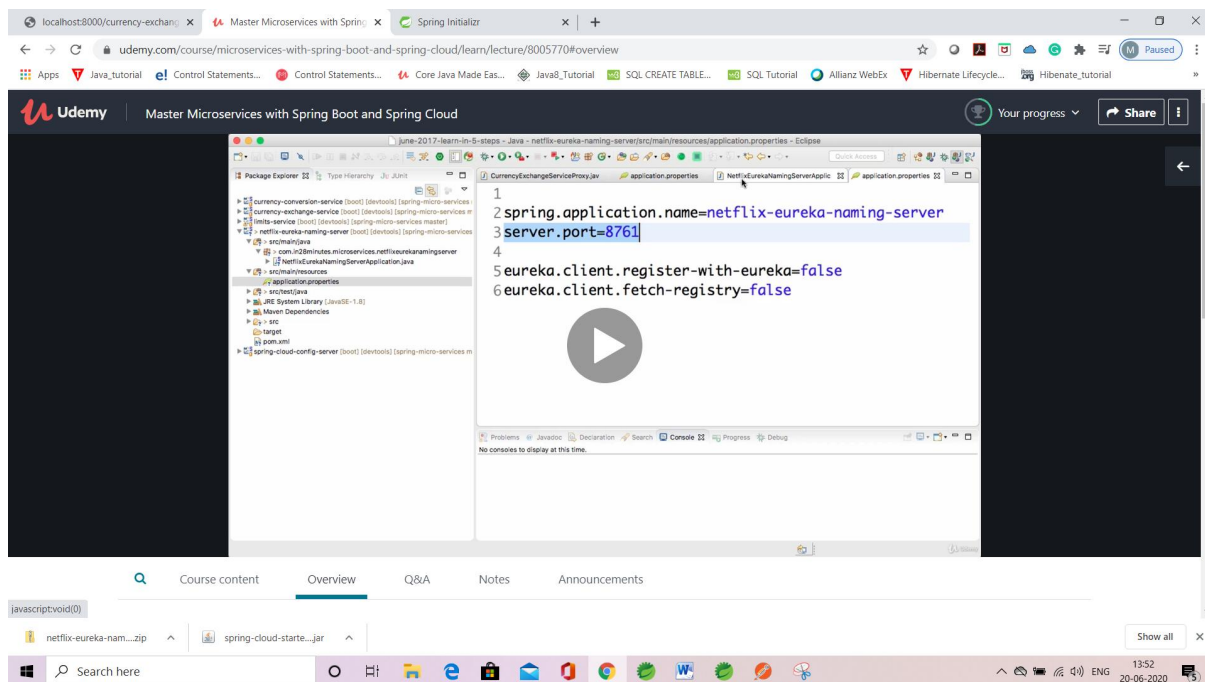 localhost:8000/currency-exchang
Master Microservices with Spring
Spring Initializr
udemy.com/course/microservices-with-spring-boot-and-spring-cloud/learn/lecture/8005770#overview
Paused
Apps Java_tutorial Control Statements... Control Statements... Core Java Made Eas... Java8_Tutorial SQL CREATE TABLE... SQL Tutorial Allianz WebEx Hibernate Lifecycle... Hibenate_tutorial
Udemy Master Microservices with Spring Boot and Spring Cloud Your progress Share
june-2017-learn-in-5-steps - Java - netflix-eureka-naming-server/src/main/resources/application.properties - Eclipse
Quick Access
Package Explorer Type Hierarchy JUnit
currency-conversion-service [boot] [devtools] [spring-micro-services
currency-exchange-service [boot] [devtools] [spring-micro-services m
limits-service [boot] [devtools] [spring-micro-services master]
> netflix-eureka-naming-server [boot] [devtools] [spring-micro-services
> src/main/java
> com.in28minutes.microservices.netflixeurekanamingserver
NetflixEurekaNamingServerApplication.java
> src/main/resources
application.properties
> src/test/java
JRE System Library [JavaSE-1.8]
Maven Dependencies
> src
target
pom.xml
spring-cloud-config-server [boot] [devtools] [spring-micro-services m
CurrencyExchangeServiceProxy.jav application.properties NetflixEurekaNamingServerApplic application.properties
1
2 spring.application.name=netflix-eureka-naming-server
3 server.port=8761
4
5 eureka.client.register-with-eureka=false
6 eureka.client.fetch-registry=false
Problems Javadoc Declaration Search Console Progress Debug
No consoles to display at this time.
Course content Overview Q&A Notes Announcements
javascript:void(0)
netflix-eureka-nam....zip spring-cloud-starte....jar Show all
Search here
ENG
13:52
20-06-2020